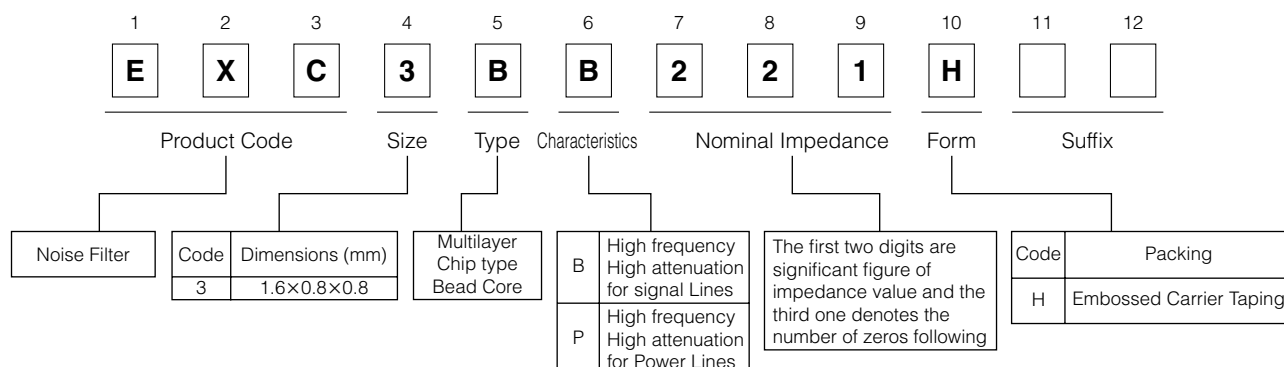 1 2 3 4 5 6 7 8 9 10 11 12
E X C 3 B B 2 2 1 H
Product Code Size Type Characteristics Nominal Impedance Form Suffix
Noise Filter
Code Dimensions (mm)
3 1.6×0.8×0.8
Multilayer
Chip type
Bead Core
B High frequency
High attenuation
for signal Lines
P High frequency
High attenuation
for Power Lines
The first two digits are
significant figure of
impedance value and the
third one denotes the
number of zeros following
Code Packing
H Embossed Carrier Taping